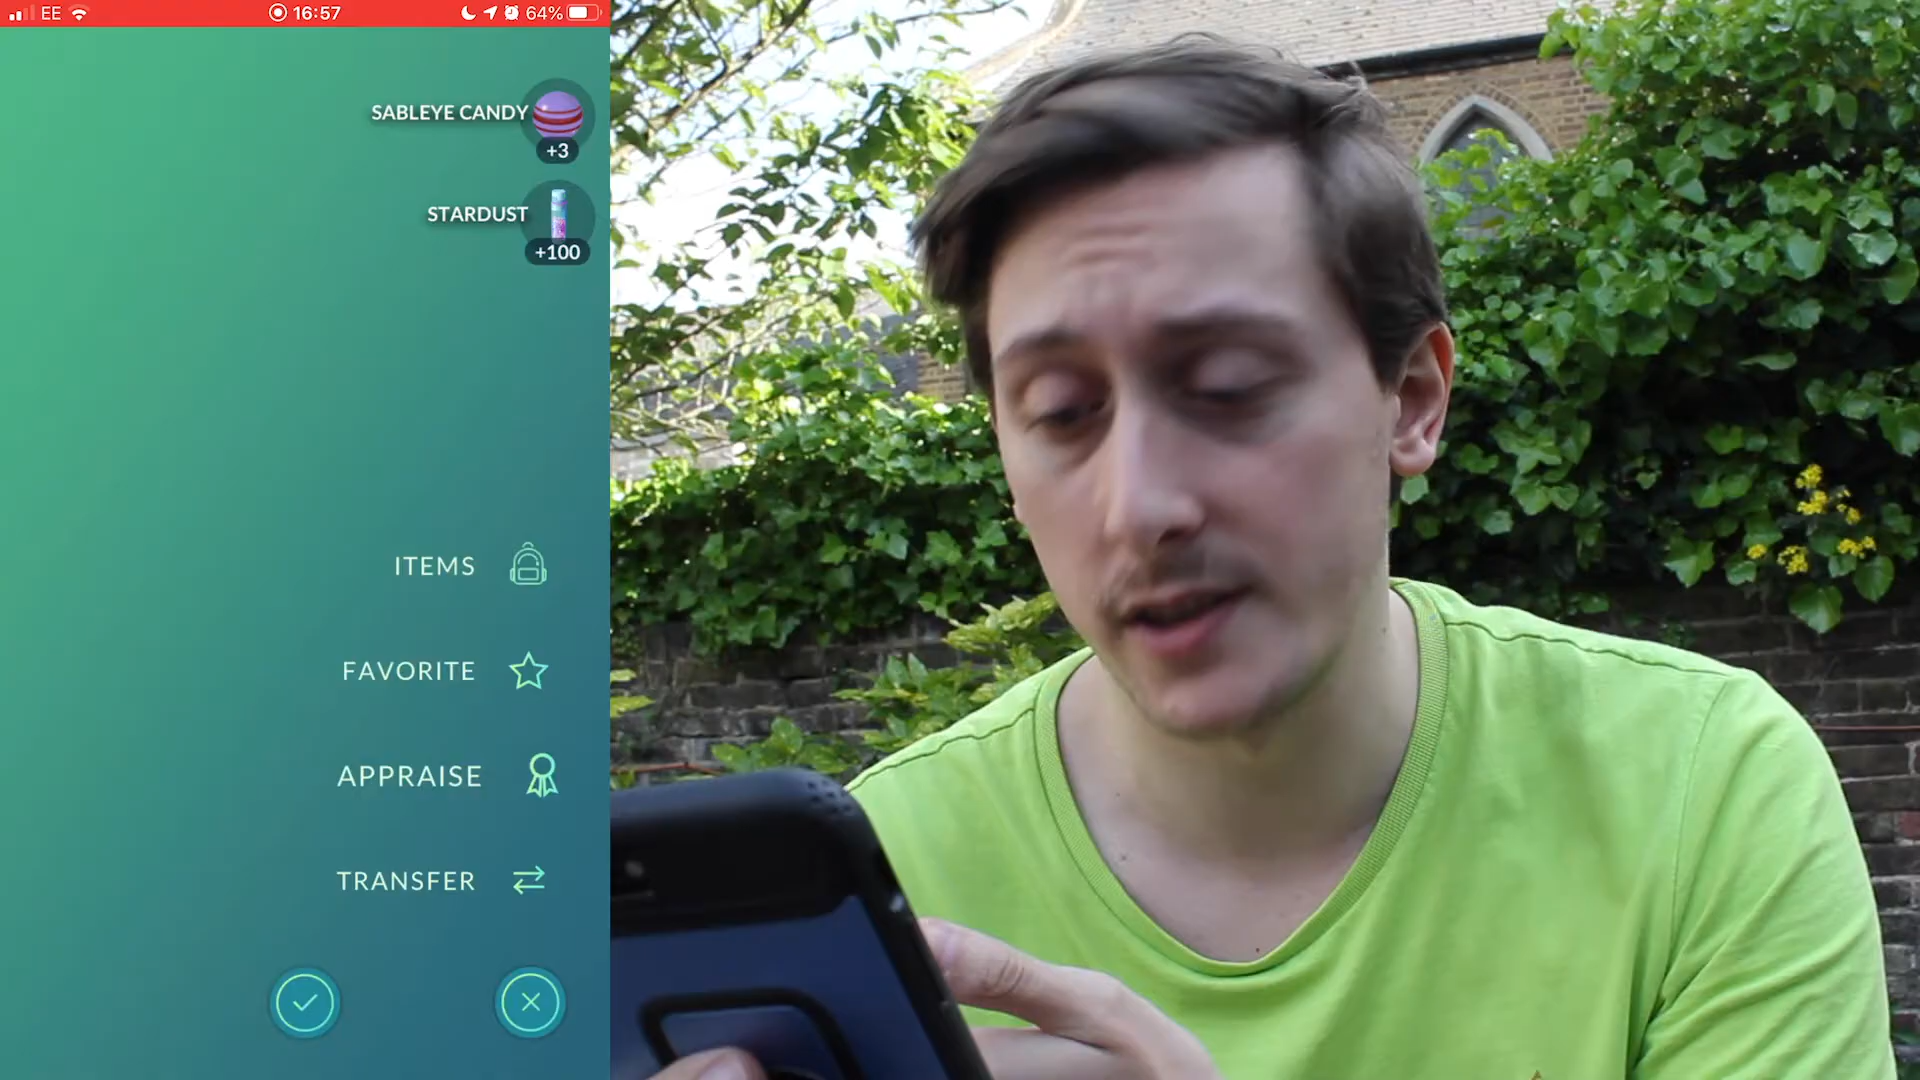 EE 16:57 64%
SABLEYE CANDY
+3
STARDUST
+100
ITEMS
FAVORITE
APPRAISE
TRANSFER